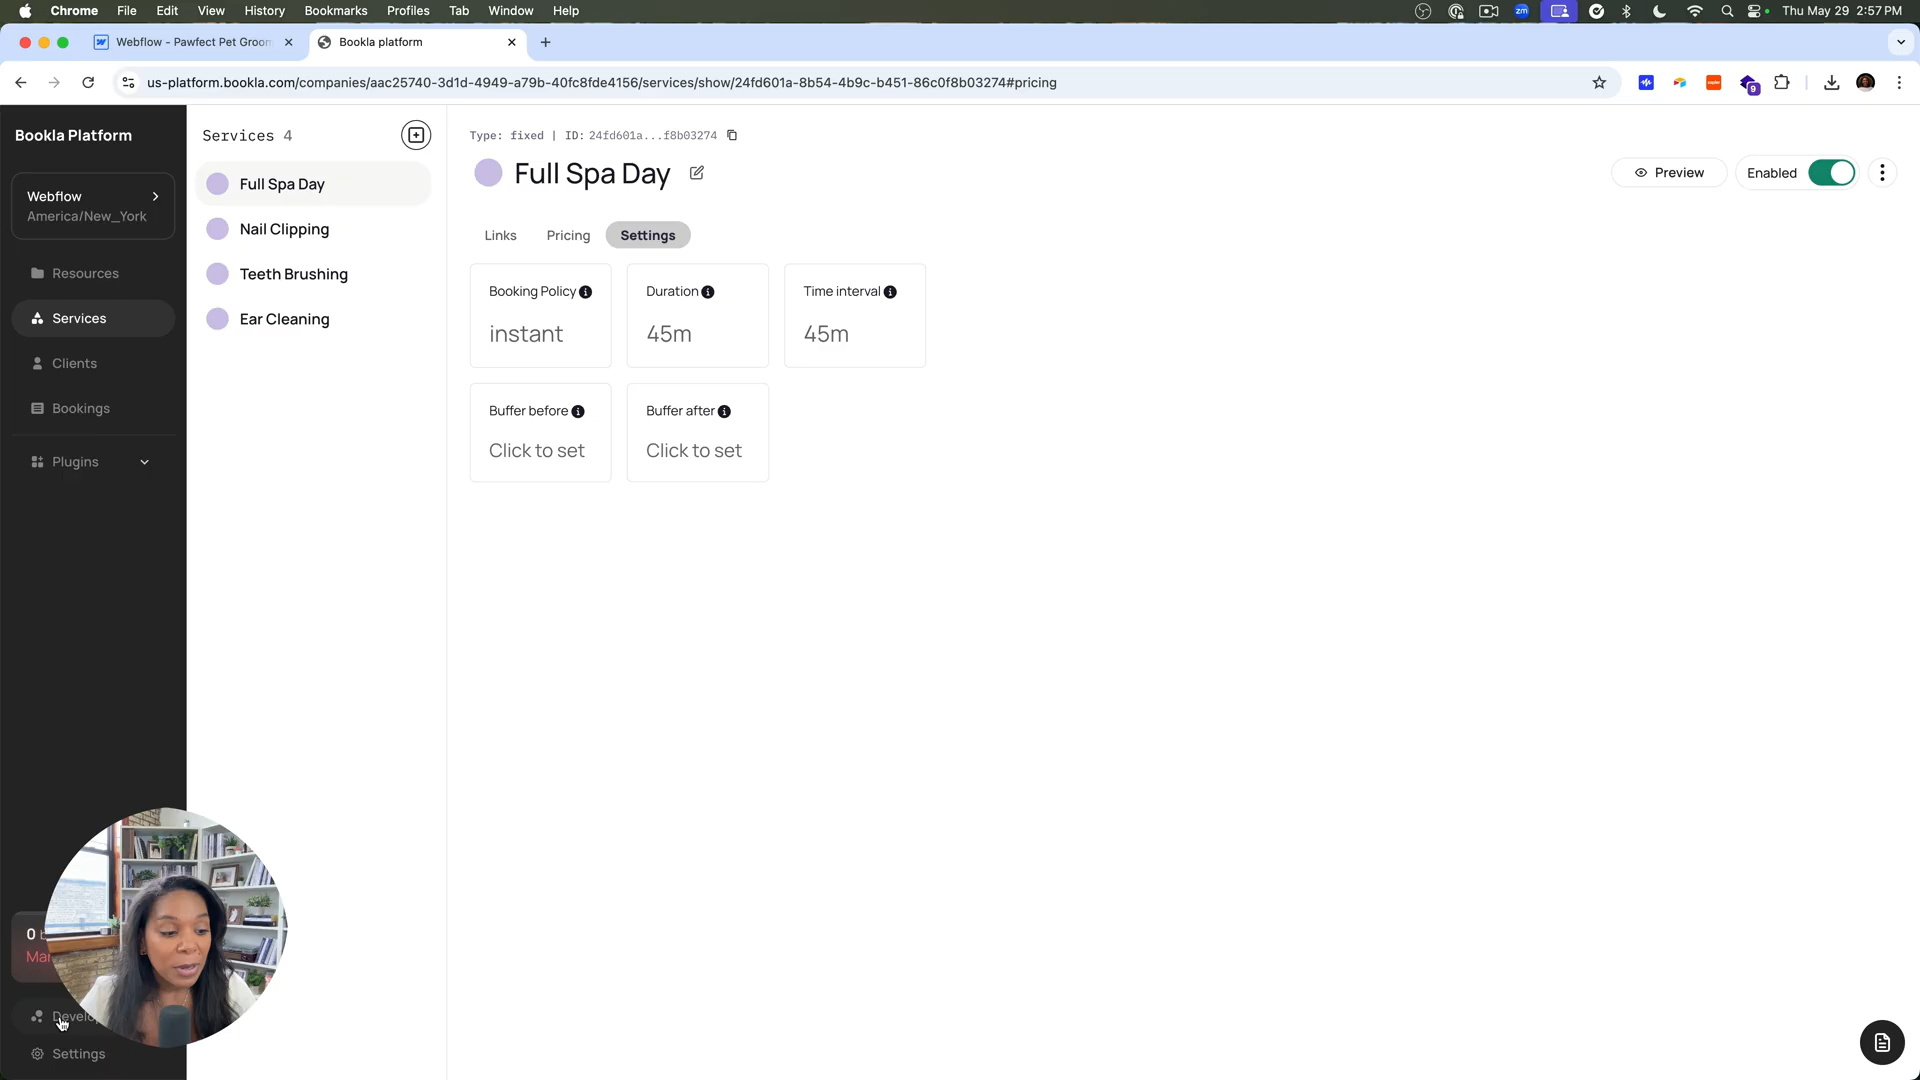 Chrome File Edit View History Bookmarks Profiles Tab Window Help
zm
Thu May 29 2:57 PM
Webflow - Pawfect Pet Groom
Bookla platform
us-platform.bookla.com/companies/aac25740-3d1d-4949-a79b-40fc8fde4156/services/show/24fd601a-8b54-4b9c-b451-86c0f8b03274#pricing
9
Bookla Platform
Webflow
America/New_York
Resources
Services
Clients
Bookings
Plugins
0
Settings
Services 4
Full Spa Day
Nail Clipping
Teeth Brushing
Ear Cleaning
Type: fixed | ID: 24fd601a...f8b03274
Full Spa Day
Preview
Enabled
Links Pricing Settings
Booking Policy
instant
Duration
45m
Time interval
45m
Buffer before
Click to set
Buffer after
Click to set